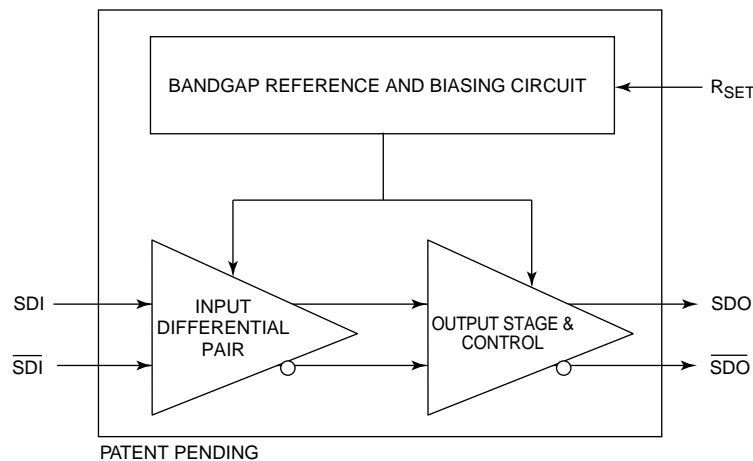 BANDGAP REFERENCE AND BIASING CIRCUIT
RSET
SDI
SDI
INPUT
DIFFERENTIAL
PAIR
OUTPUT STAGE &
CONTROL
SDO
SDO
PATENT PENDING